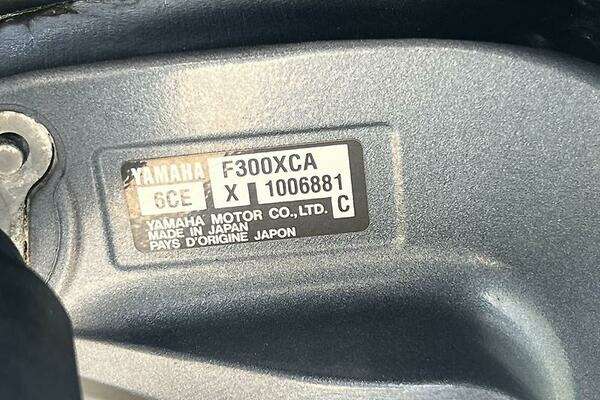 YAMAHA F300XCA
6CE X 1006881
YAMAHA MOTOR CO., LTD. C
MADE IN JAPAN
PAYS D'ORIGINE JAPON